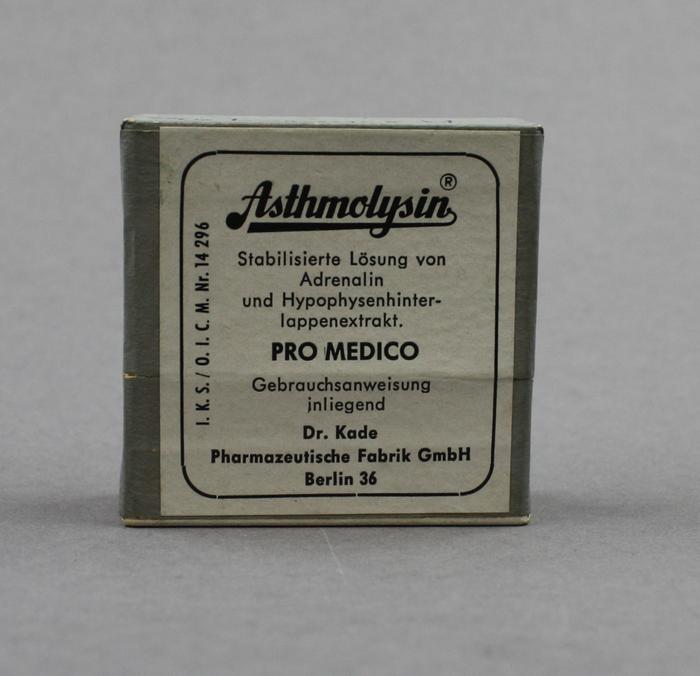 Asthmolysin®
Stabilisierte Lösung von
Adrenalin
und Hypophysenhinter-
lappenextrakt.
PRO MEDICO
Gebrauchsanweisung
inliegend
Dr. Kade
Pharmazeutische Fabrik GmbH
Berlin 36
I. K. S. / O. I. C. M. Nr. 14 296